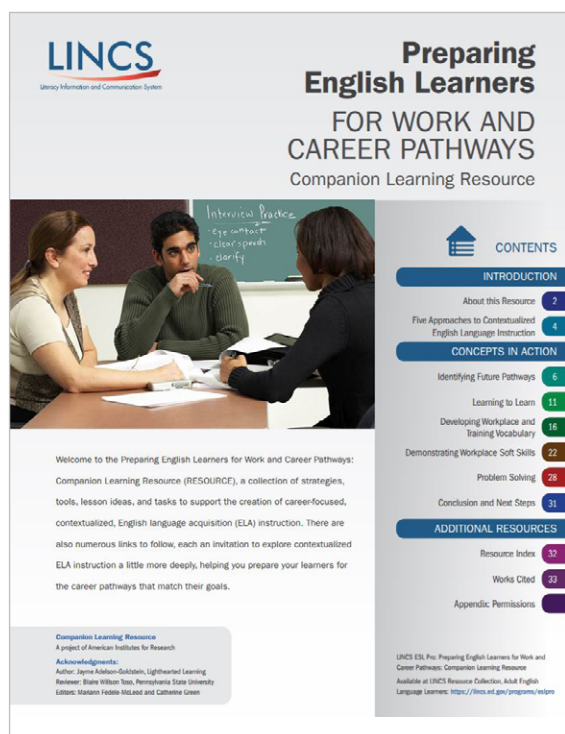 LINCS
Literacy Information and Communication System
Preparing
English Learners
FOR WORK AND
CAREER PATHWAYS
Companion Learning Resource
Interview Practice
- eye contact
- clear speech
- clarify
CONTENTS
INTRODUCTION
About this Resource 2
Five Approaches to Contextualized
English Language Instruction 4
CONCEPTS IN ACTION
Identifying Future Pathways 6
Learning to Learn 11
Developing Workplace and
Training Vocabulary 16
Demonstrating Workplace Soft Skills 22
Problem Solving 28
Conclusion and Next Steps 31
ADDITIONAL RESOURCES
Resource Index 32
Works Cited 33
Appendix: Permissions
Welcome to the Preparing English Learners for Work and Career Pathways:
Companion Learning Resource (RESOURCE), a collection of strategies,
tools, lesson ideas, and tasks to support the creation of career-focused,
contextualized, English language acquisition (ELA) instruction. There are
also numerous links to follow, each an invitation to explore contextualized
ELA instruction a little more deeply, helping you prepare your learners for
the career pathways that match their goals.
Companion Learning Resource
A project of American Institutes for Research
Acknowledgments:
Author: Jayme Adelson-Goldstein, Lighthearted Learning
Reviewer: Blaire Willson Toso, Pennsylvania State University
Editors: Mariann Fedele-McLeod and Catherine Green
LINCS ESL Pro: Preparing English Learners for Work and
Career Pathways: Companion Learning Resource
Available at LINCS Resource Collection, Adult English
Language Learners: https://lincs.ed.gov/programs/eslpro